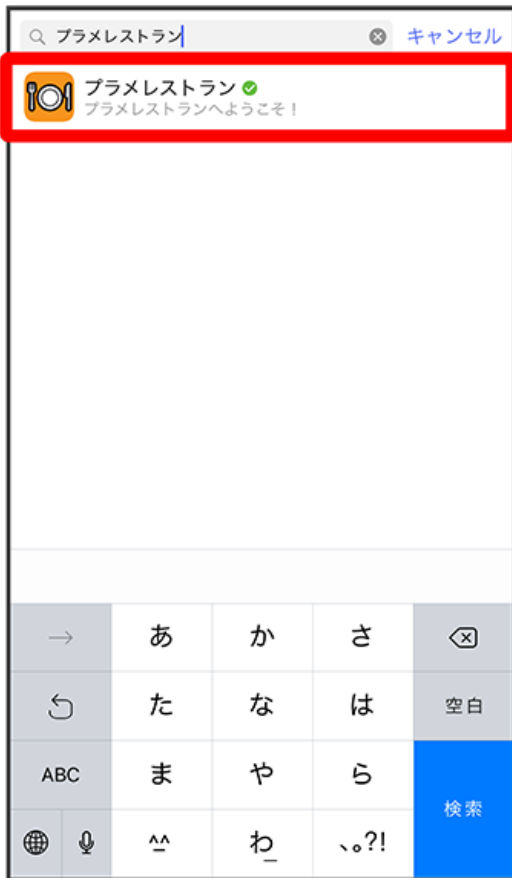 プラメレストラン キャンセル
プラメレストラン
プラメレストランへようこそ！
→ あ か さ
た な は 空白
ABC ま や ら
^^ わ_ 、。?! 検索